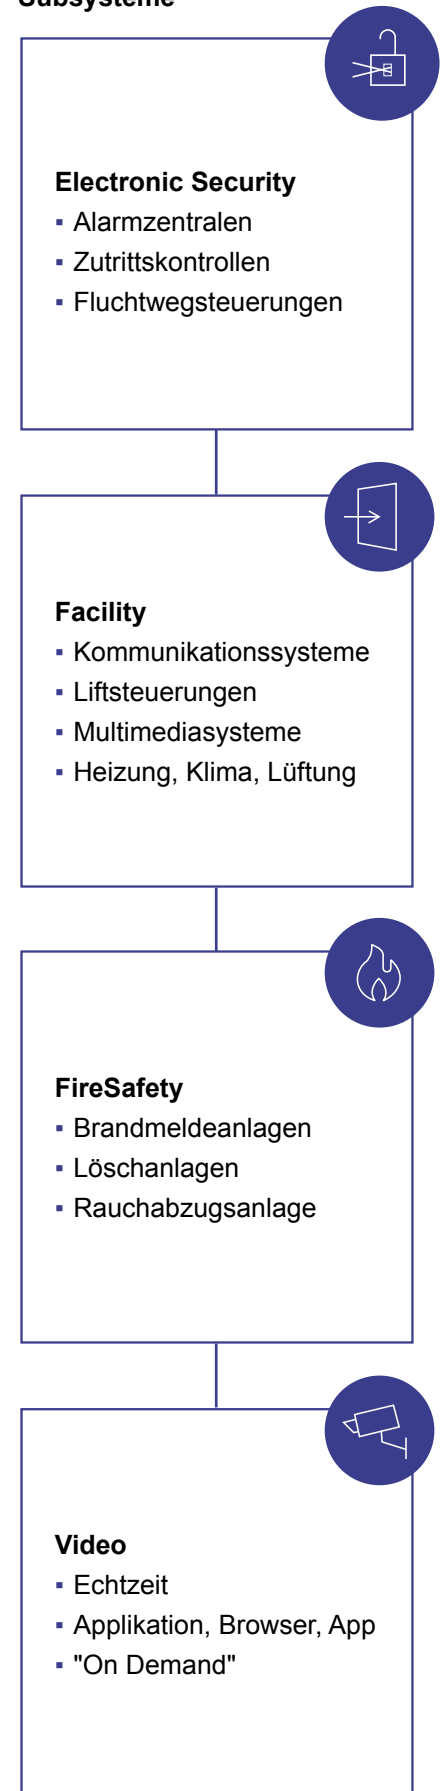 Subsysteme
Electronic Security
▪ Alarmzentralen
▪ Zutrittskontrollen
▪ Fluchtwegsteuerungen
Facility
▪ Kommunikationssysteme
▪ Liftsteuerungen
▪ Multimediasysteme
▪ Heizung, Klima, Lüftung
FireSafety
▪ Brandmeldeanlagen
▪ Löschanlagen
▪ Rauchabzugsanlage
Video
▪ Echtzeit
▪ Applikation, Browser, App
▪ "On Demand"